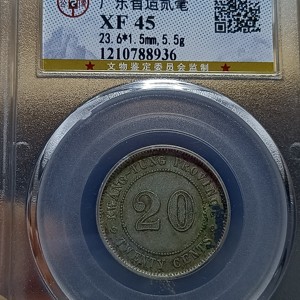 广东省造贰毫
XF 45
23.6*1.5mm,5.5g
1210788936
★ 文物鉴定委员会监制 ★
KWANG-TUNG PROVINCE
20
TWENTY CENTS